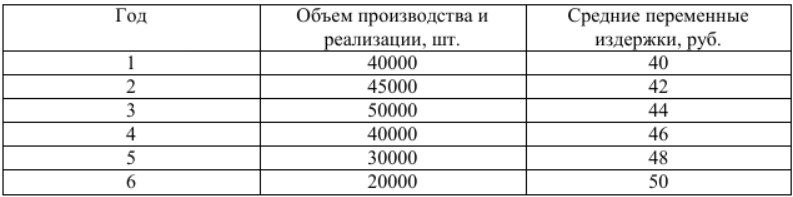 Год Объем производства и Средние переменные
реализации, шт. издержки, руб.
1 40000 40
2 45000 42
3 50000 44
4 40000 46
5 30000 48
6 20000 50